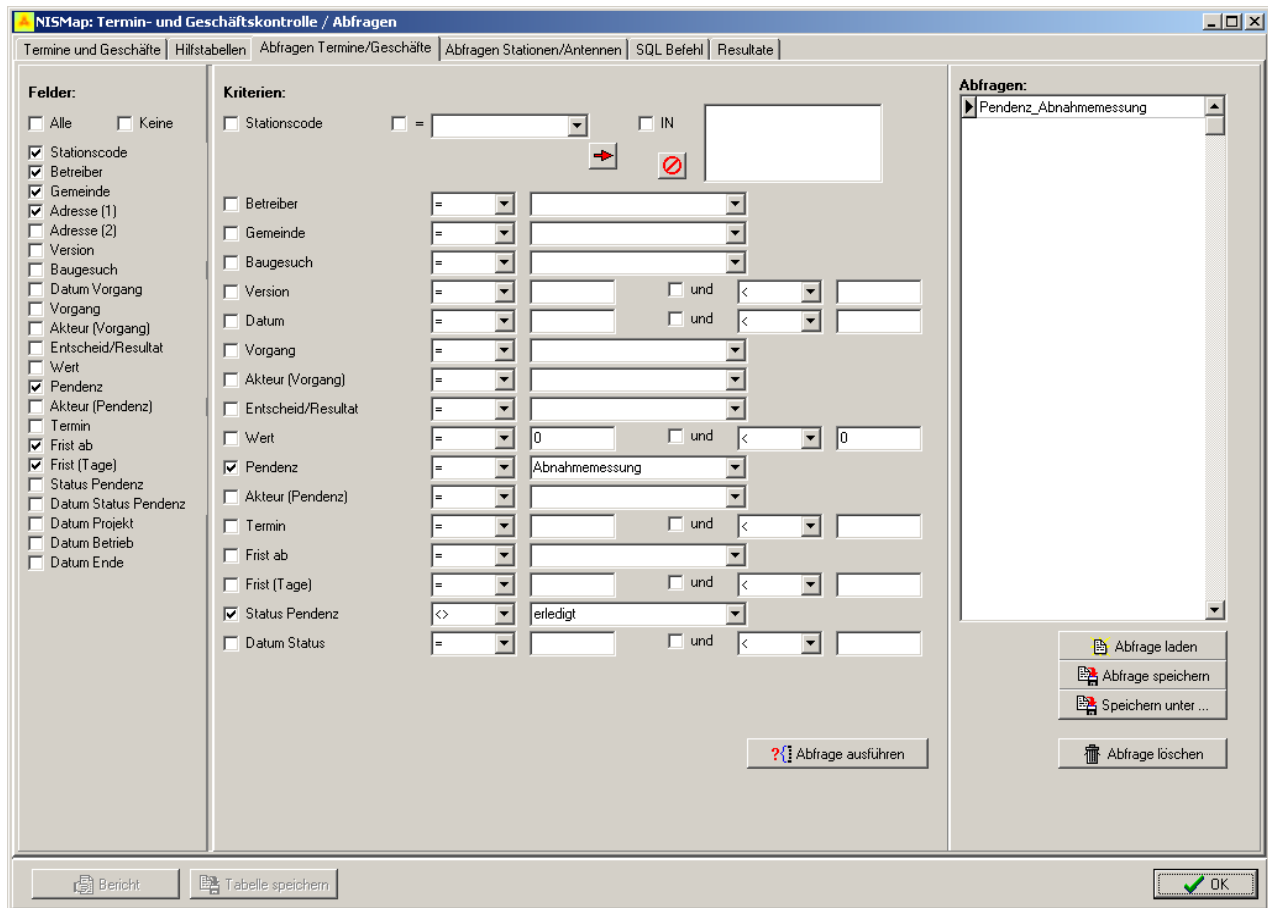 NISMap: Termin- und Geschäftskontrolle / Abfragen
Termine und Geschäfte Hilfstabellen Abfragen Termine/Geschäfte Abfragen Stationen/Antennen SQL Befehl Resultate
Felder:
Alle Keine
Stationscode
Betreiber
Gemeinde
Adresse (1)
Adresse (2)
Version
Baugesuch
Datum Vorgang
Vorgang
Akteur (Vorgang)
Entscheid/Resultat
Wert
Pendenz
Akteur (Pendenz)
Termin
Frist ab
Frist (Tage)
Status Pendenz
Datum Status Pendenz
Datum Projekt
Datum Betrieb
Datum Ende
Kriterien:
Stationscode = IN
Betreiber =
Gemeinde =
Baugesuch =
Version = und <
Datum = und <
Vorgang =
Akteur (Vorgang) =
Entscheid/Resultat =
Wert = 0 und < 0
Pendenz = Abnahmemessung
Akteur (Pendenz) =
Termin = und <
Frist ab =
Frist (Tage) = und <
Status Pendenz <> erledigt
Datum Status = und <
?{ Abfrage ausführen
Abfragen:
Pendenz_Abnahmemessung
Abfrage laden
Abfrage speichern
Speichern unter ...
Abfrage löschen
Bericht Tabelle speichern OK